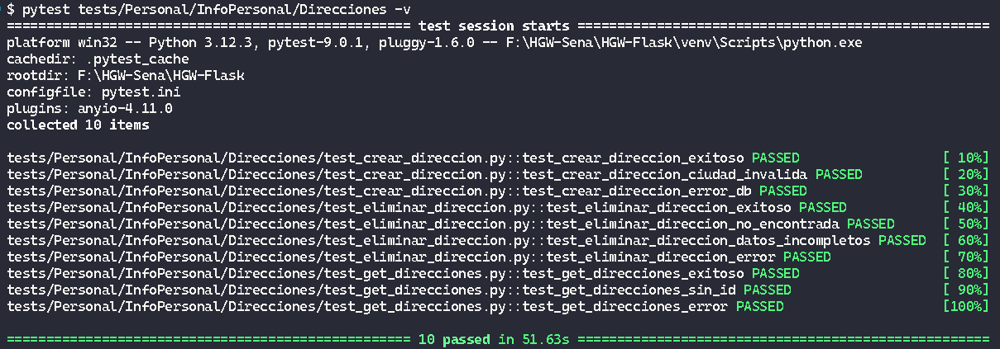 $ pytest tests/Personal/InfoPersonal/Direcciones -v
=================================================== test session starts ====================================================
platform win32 -- Python 3.12.3, pytest-9.0.1, pluggy-1.6.0 -- F:\HGW-Sena\HGW-Flask\venv\Scripts\python.exe
cachedir: .pytest_cache
rootdir: F:\HGW-Sena\HGW-Flask
configfile: pytest.ini
plugins: anyio-4.11.0
collected 10 items
tests/Personal/InfoPersonal/Direcciones/test_crear_direccion.py::test_crear_direccion_exitoso PASSED [ 10%]
tests/Personal/InfoPersonal/Direcciones/test_crear_direccion.py::test_crear_direccion_ciudad_invalida PASSED [ 20%]
tests/Personal/InfoPersonal/Direcciones/test_crear_direccion.py::test_crear_direccion_error_db PASSED [ 30%]
tests/Personal/InfoPersonal/Direcciones/test_eliminar_direccion.py::test_eliminar_direccion_exitoso PASSED [ 40%]
tests/Personal/InfoPersonal/Direcciones/test_eliminar_direccion.py::test_eliminar_direccion_no_encontrada PASSED [ 50%]
tests/Personal/InfoPersonal/Direcciones/test_eliminar_direccion.py::test_eliminar_direccion_datos_incompletos PASSED [ 60%]
tests/Personal/InfoPersonal/Direcciones/test_eliminar_direccion.py::test_eliminar_direccion_error PASSED [ 70%]
tests/Personal/InfoPersonal/Direcciones/test_get_direcciones.py::test_get_direcciones_exitoso PASSED [ 80%]
tests/Personal/InfoPersonal/Direcciones/test_get_direcciones.py::test_get_direcciones_sin_id PASSED [ 90%]
tests/Personal/InfoPersonal/Direcciones/test_get_direcciones.py::test_get_direcciones_error PASSED [100%]
=================================================== 10 passed in 51.63s ====================================================